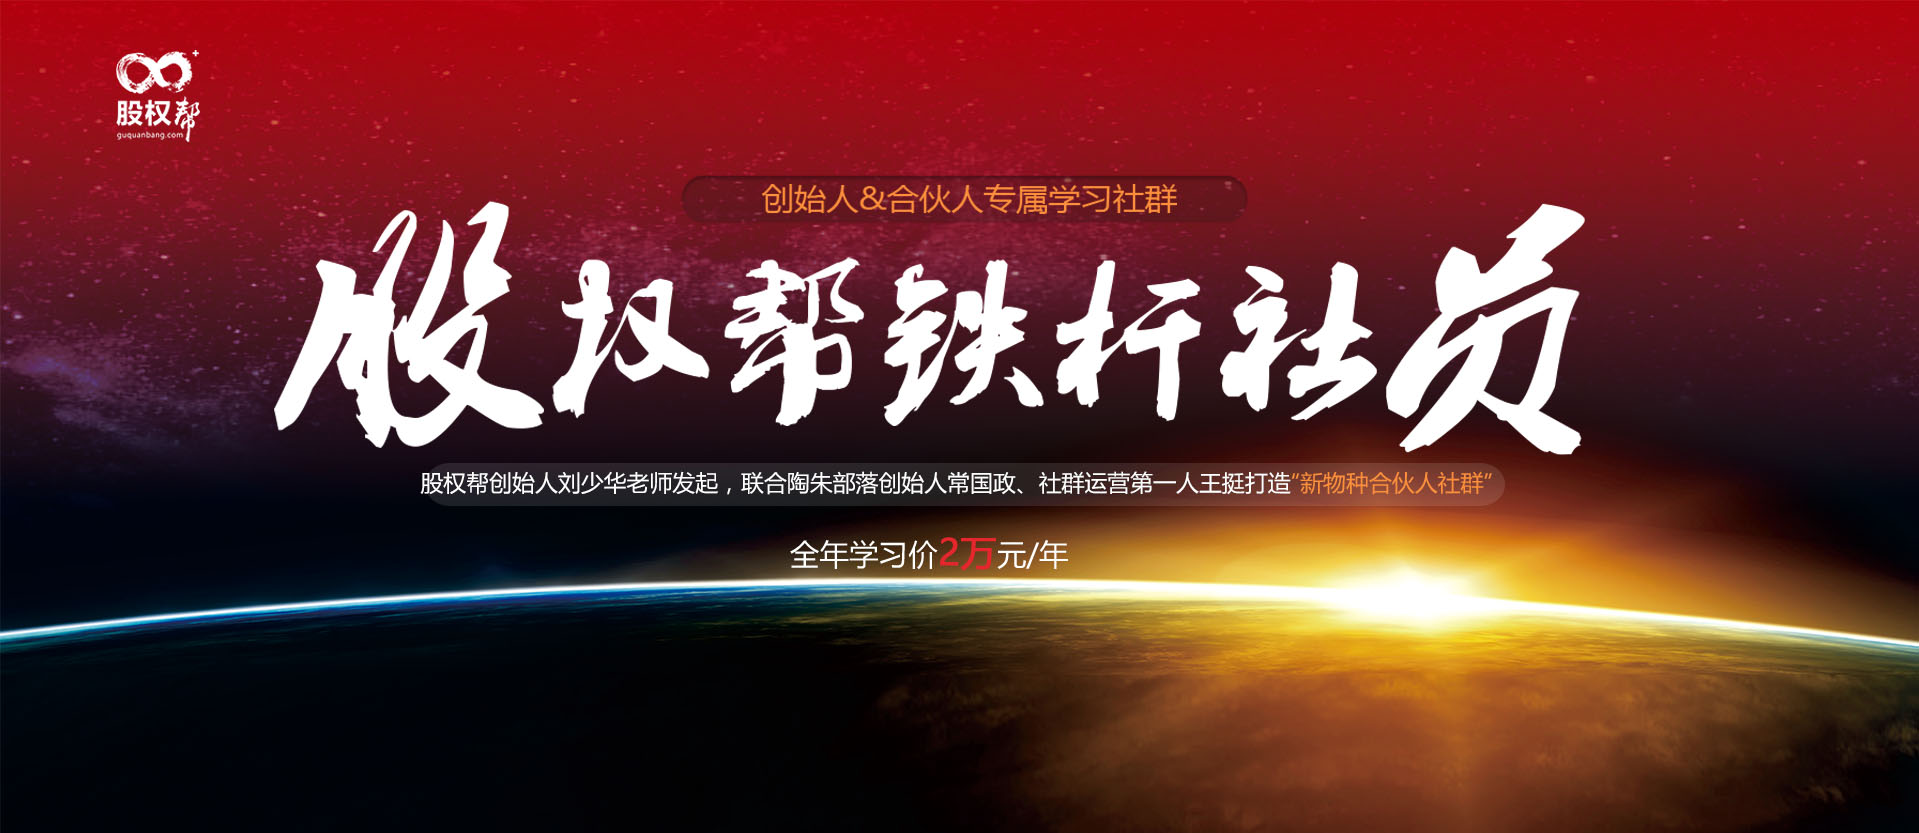 股权帮
guquanbang.com
创始人&合伙人专属学习社群
股权帮铁杆社员
股权帮创始人刘少华老师发起，联合陶朱部落创始人常国政、社群运营第一人王挺打造“新物种合伙人社群”
全年学习价2万元/年